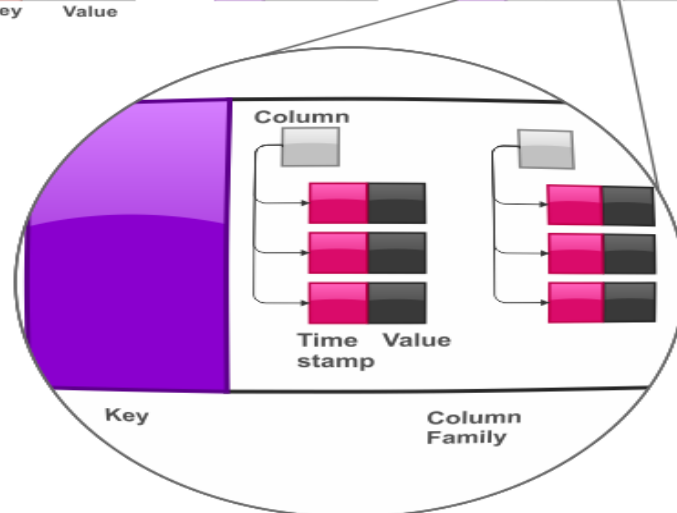 ey Value
Column
Time Value
stamp
Key
Column
Family